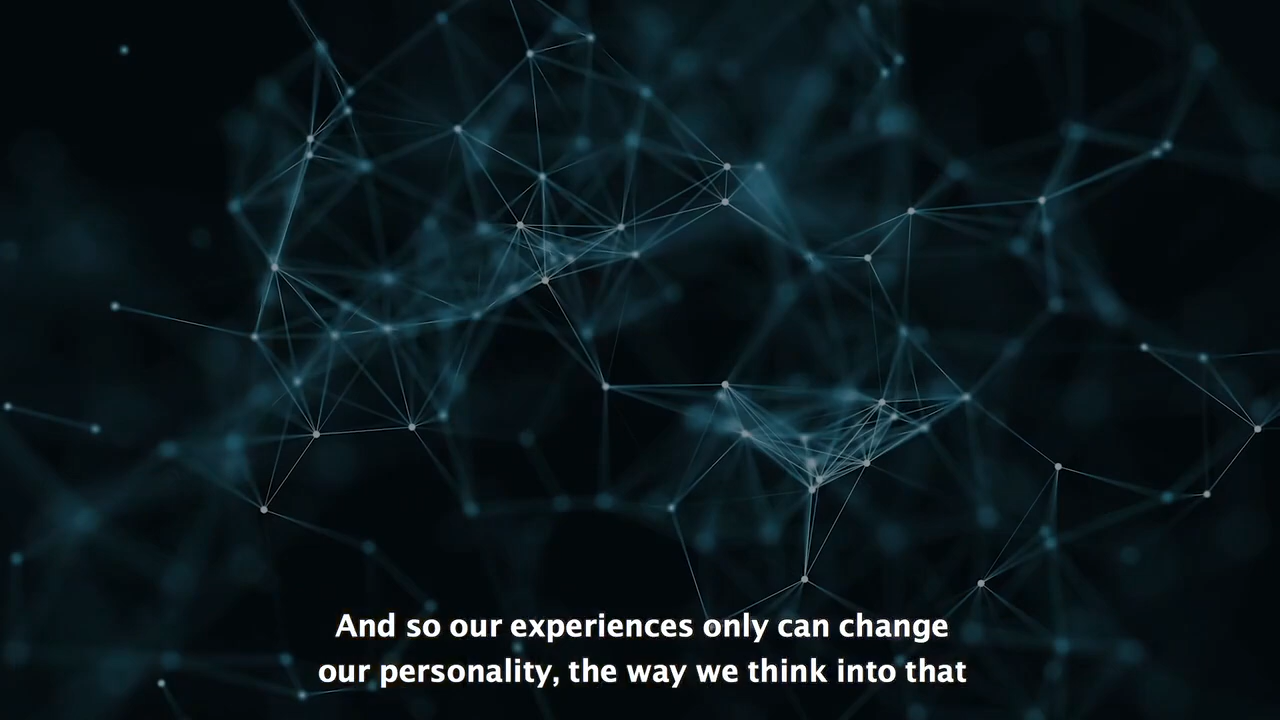 And so our experiences only can change
our personality, the way we think into that